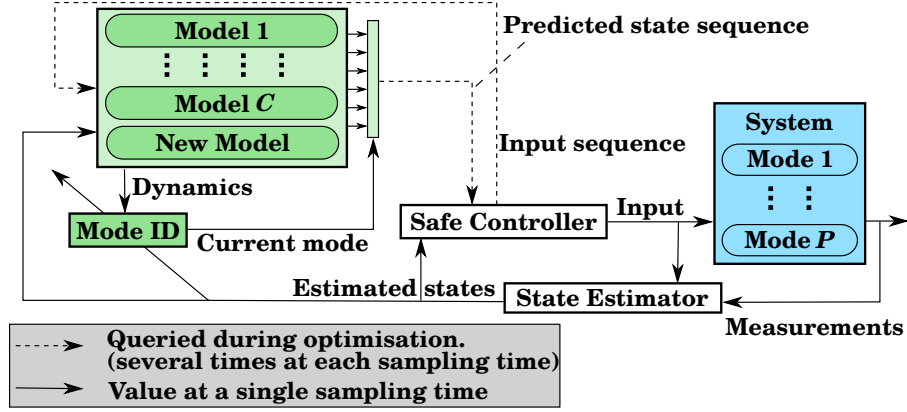 Model 1
Model C
New Model
Predicted state sequence
Input sequence
System
Mode 1
Mode P
Dynamics
Mode ID
Current mode
Safe Controller
Input
Estimated states
State Estimator
Measurements
Queried during optimisation.
(several times at each sampling time)
Value at a single sampling time